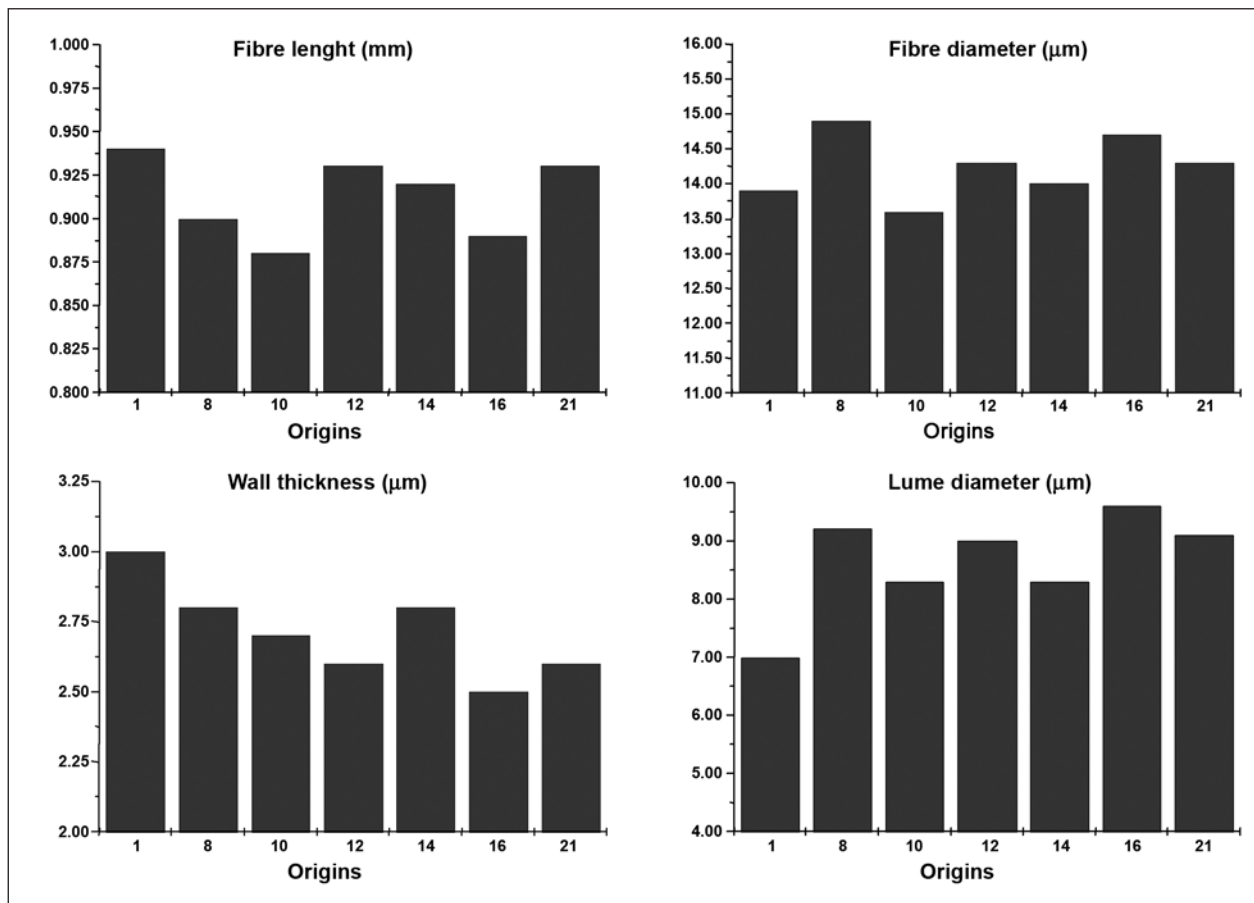 Fibre lenght (mm)
1.000
0.975
0.950
0.925
0.900
0.875
0.850
0.825
0.800
1 8 10 12 14 16 21
Origins
Fibre diameter (μm)
16.00
15.50
15.00
14.50
14.00
13.50
13.00
12.50
12.00
11.50
11.00
1 8 10 12 14 16 21
Origins
Wall thickness (μm)
3.25
3.00
2.75
2.50
2.25
2.00
1 8 10 12 14 16 21
Origins
Lume diameter (μm)
10.00
9.00
8.00
7.00
6.00
5.00
4.00
1 8 10 12 14 16 21
Origins